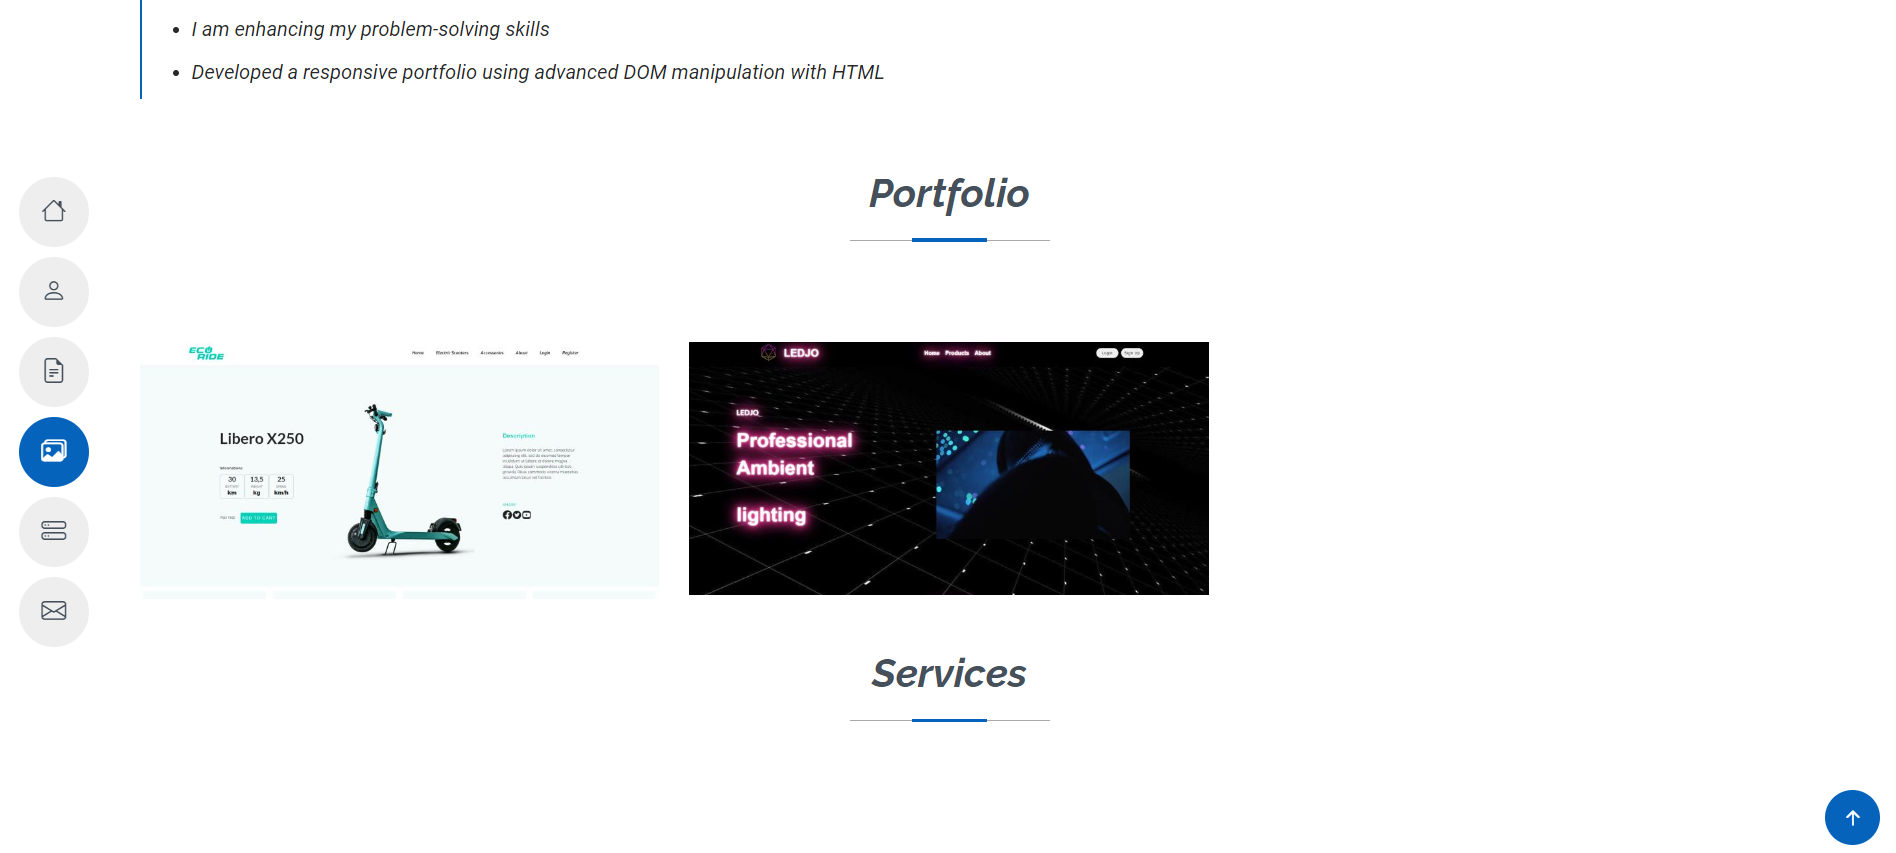 I am enhancing my problem-solving skills
Developed a responsive portfolio using advanced DOM manipulation with HTML
Portfolio
ECO RIDE
Home Electric Scooters Accessories About Login Register
Libero X250
30 13,5 25
km kg km/h
ADD TO CART
Description
LEDJO
Home Products About
Login Sign up
LEDJO
Professional
Ambient
lighting
Services